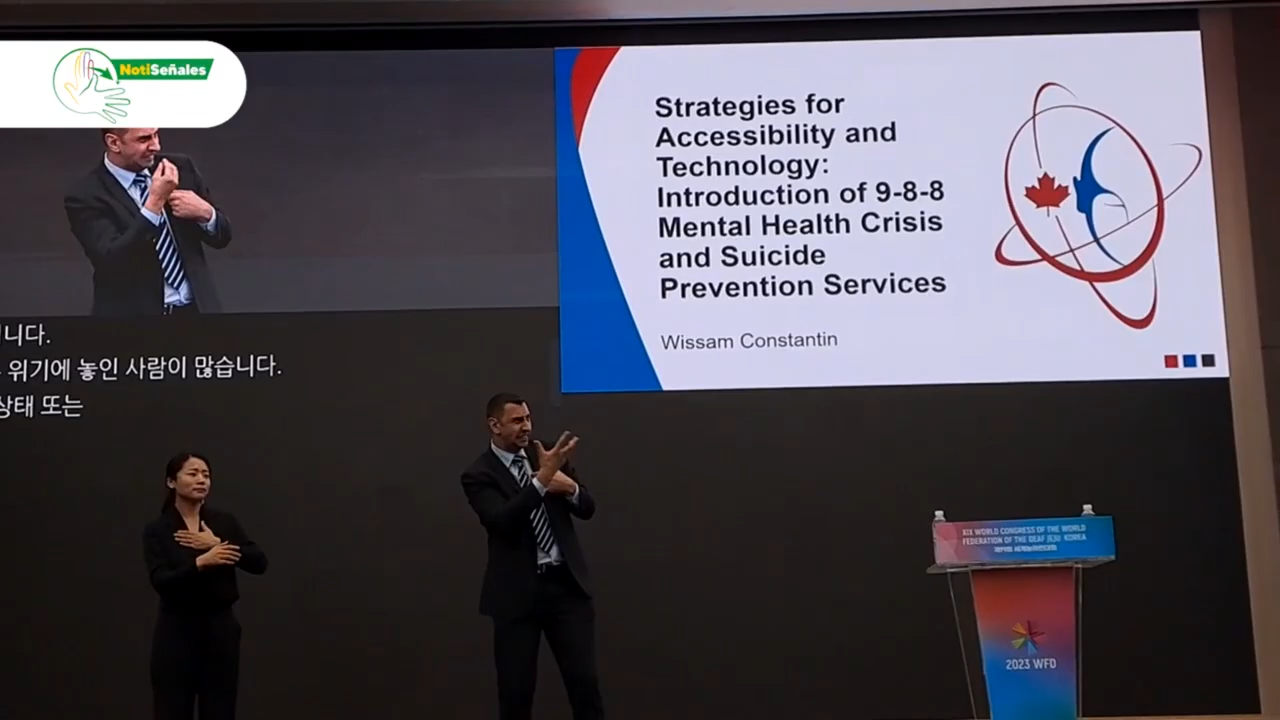 NotiSeñales
Strategies for
Accessibility and
Technology:
Introduction of 9-8-8
Mental Health Crisis
and Suicide
Prevention Services
Wissam Constantin
니다.
위기에 놓인 사람이 많습니다.
상태 또는
XIX WORLD CONGRESS OF THE WORLD
FEDERATION OF THE DEAF JEJU KOREA
2023 WFD